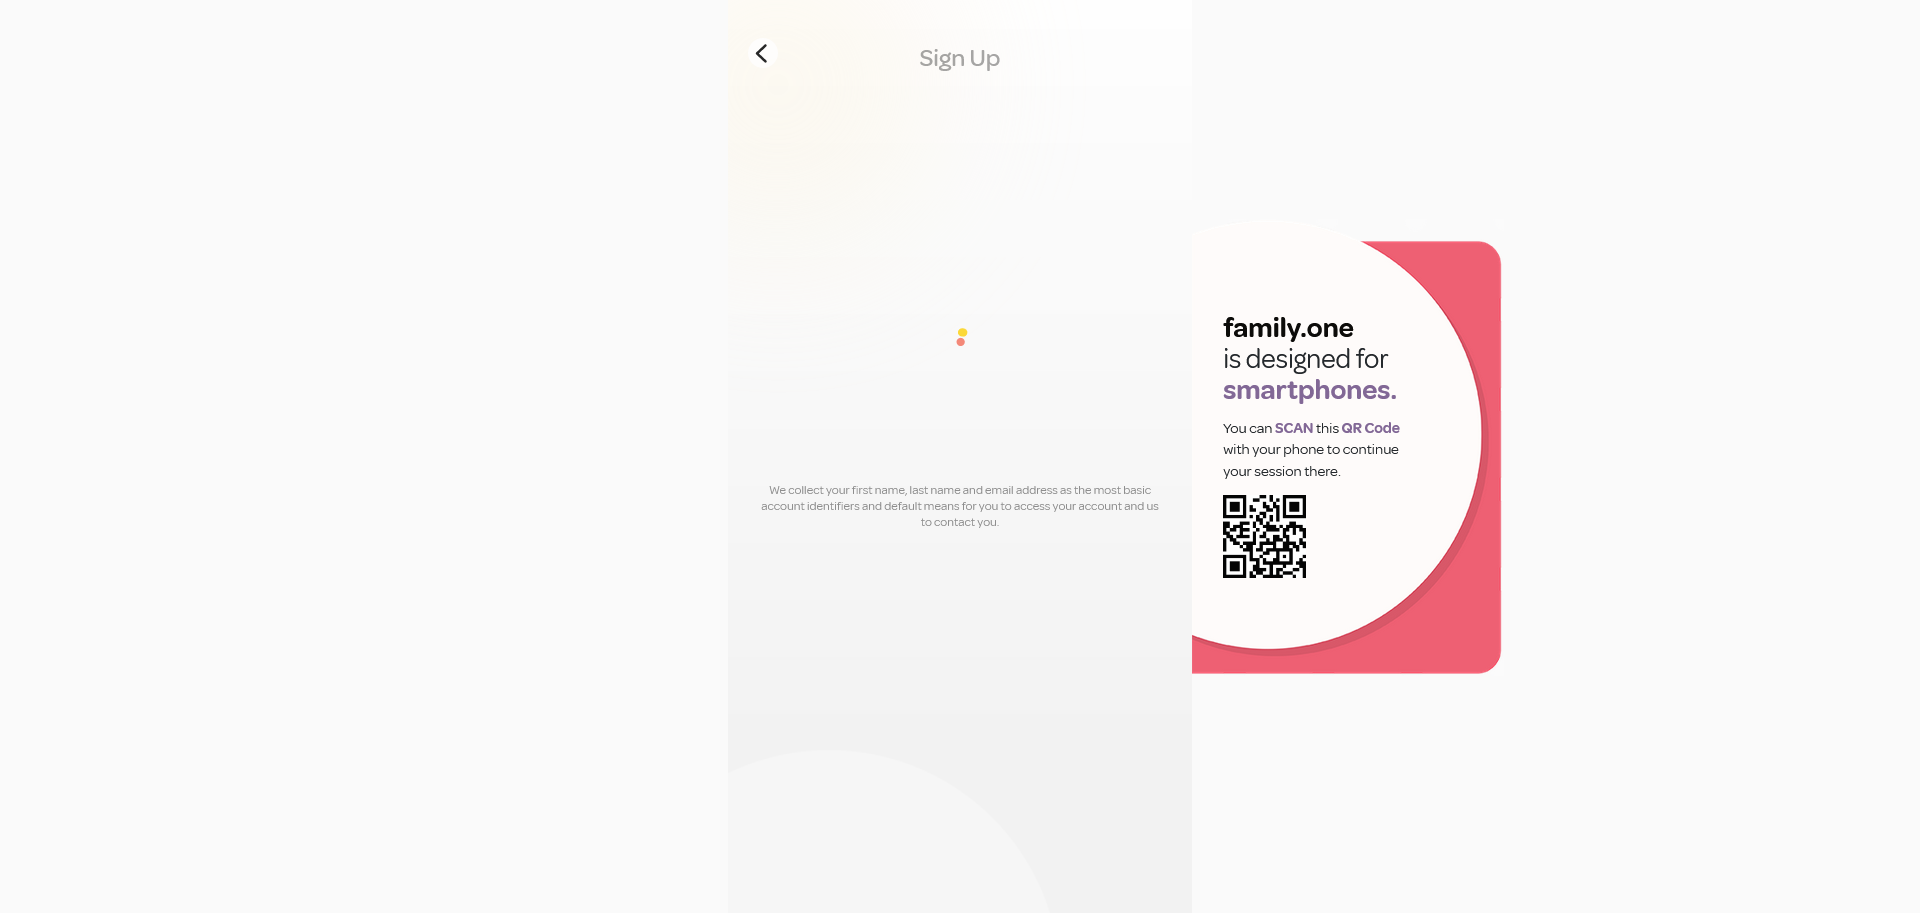 Sign Up
We collect your first name, last name and email address as the most basic
account identifiers and default means for you to access your account and us
to contact you.
family.one
is designed for
smartphones.
You can SCAN this QR Code
with your phone to continue
your session there.